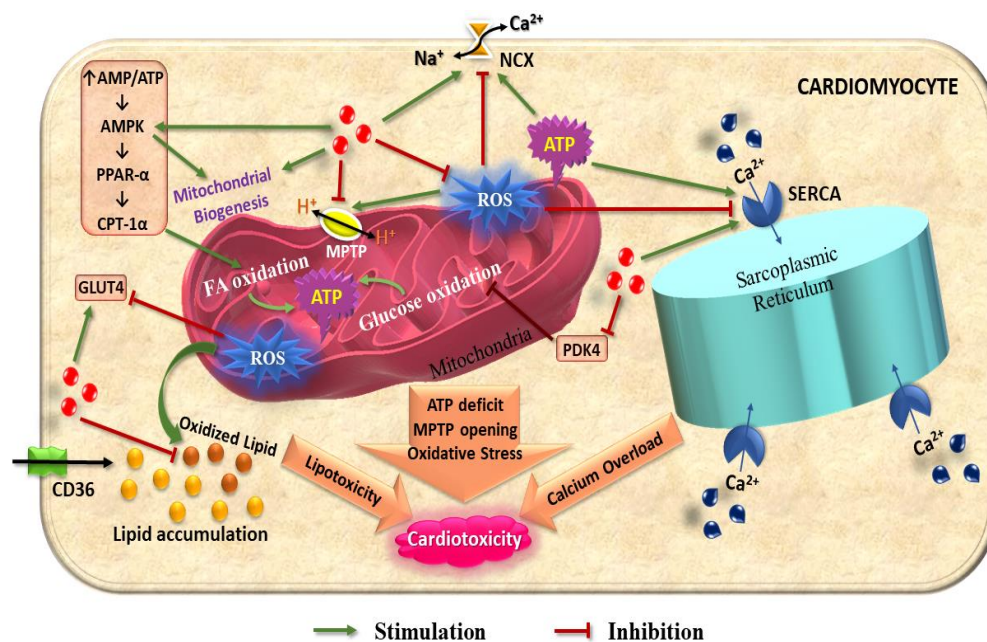 Ca²⁺
Na⁺
NCX
CARDIOMYOCYTE
↑AMP/ATP
↓
AMPK
↓
PPAR-α
↓
CPT-1α
Mitochondrial
Biogenesis
ATP
ROS
Ca²⁺
SERCA
H⁺
H⁺
MPTP
FA oxidation
ATP
Glucose oxidation
Mitochondria
Sarcoplasmic
Reticulum
GLUT4
ROS
PDK4
ATP deficit
MPTP opening
Oxidative Stress
Oxidized Lipid
Lipotoxicity
Calcium Overload
CD36
Lipid accumulation
Cardiotoxicity
Ca²⁺
Ca²⁺
Stimulation
Inhibition